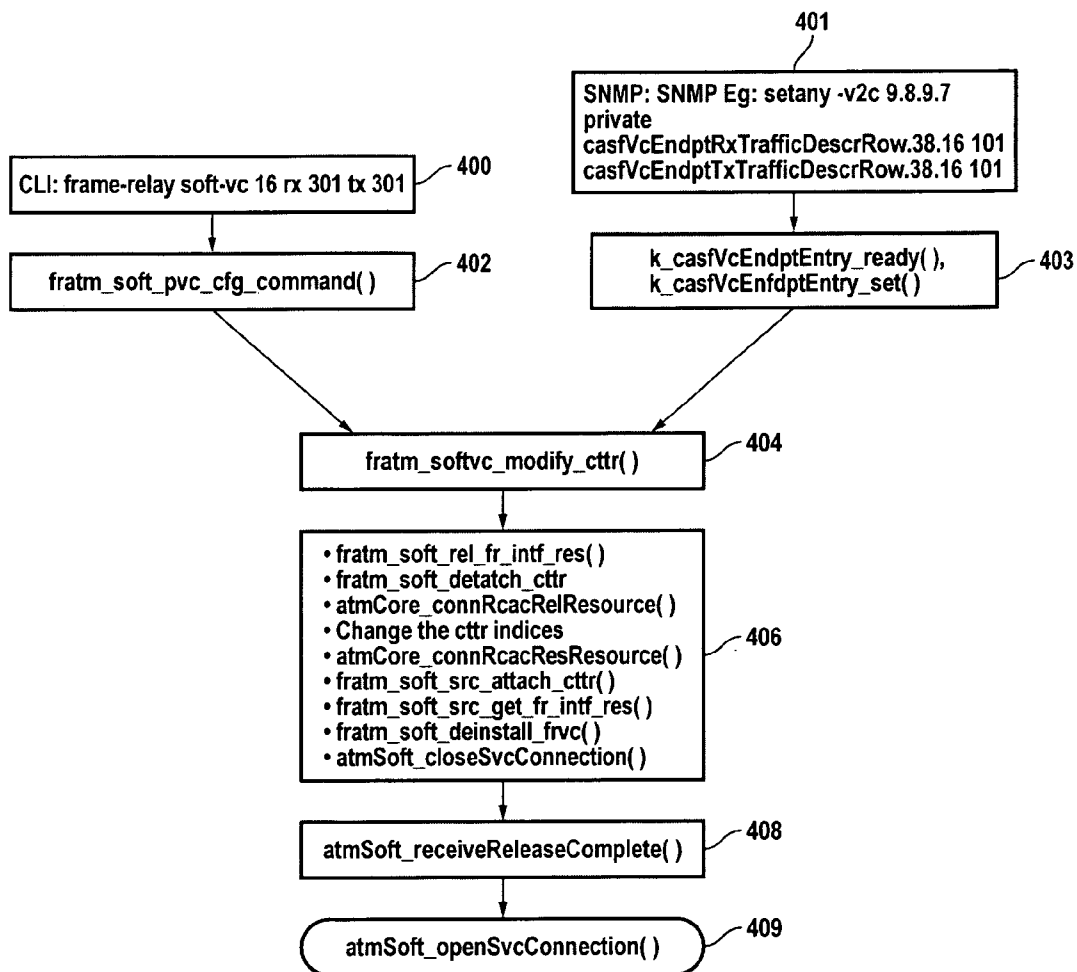 401
SNMP: SNMP Eg: setany -v2c 9.8.9.7
private
casfVcEndptRxTrafficDescrRow.38.16 101
casfVcEndptTxTrafficDescrRow.38.16 101
400
CLI: frame-relay soft-vc 16 rx 301 tx 301
402
fratm_soft_pvc_cfg_command( )
k_casfVcEndptEntry_ready( ),
k_casfVcEnfdptEntry_set( )
403
fratm_softvc_modify_cttr( )
404
• fratm_soft_rel_fr_intf_res( )
• fratm_soft_detatch_cttr
• atmCore_connRcacRelResource( )
• Change the cttr indices
• atmCore_connRcacResResource( )
• fratm_soft_src_attach_cttr( )
• fratm_soft_src_get_fr_intf_res( )
• fratm_soft_deinstall_frvc( )
• atmSoft_closeSvcConnection( )
406
atmSoft_receiveReleaseComplete( )
408
atmSoft_openSvcConnection( )
409